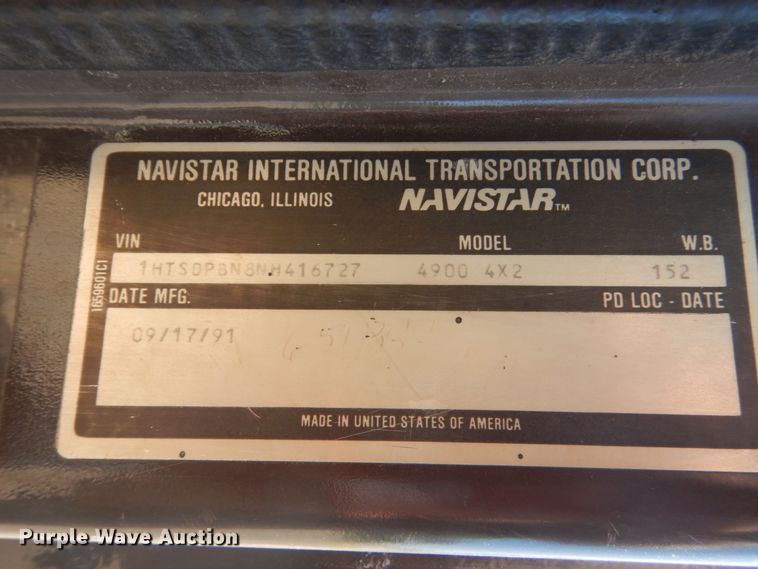 NAVISTAR INTERNATIONAL TRANSPORTATION CORP.
CHICAGO, ILLINOIS NAVISTAR™
VIN MODEL W.B.
1HTSDPBN8NH416727 4900 4X2 152
DATE MFG. PD LOC - DATE
09/17/91
MADE IN UNITED STATES OF AMERICA
1659601C1
Purple Wave Auction